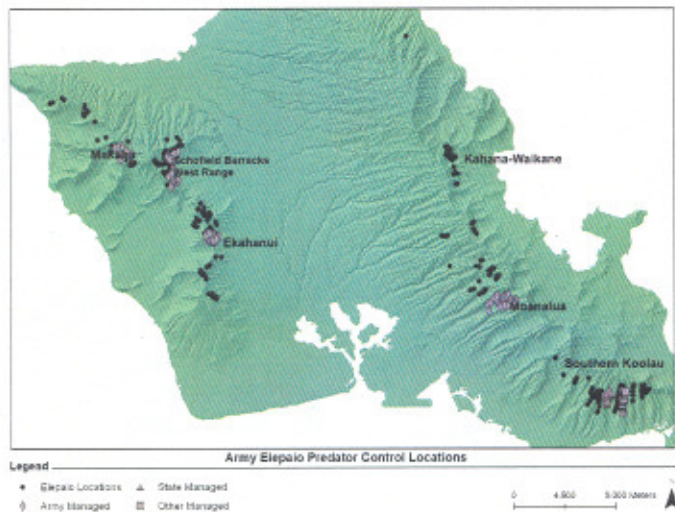 Makaha
Schofield Barracks
West Range
Kahana-Waikane
Ekahanui
Moanalua
Southern Koolau
Army Elepaio Predator Control Locations
Legend
Elepaio Locations
State Managed
Army Managed
Other Managed
0 4,500 9,000 Meters